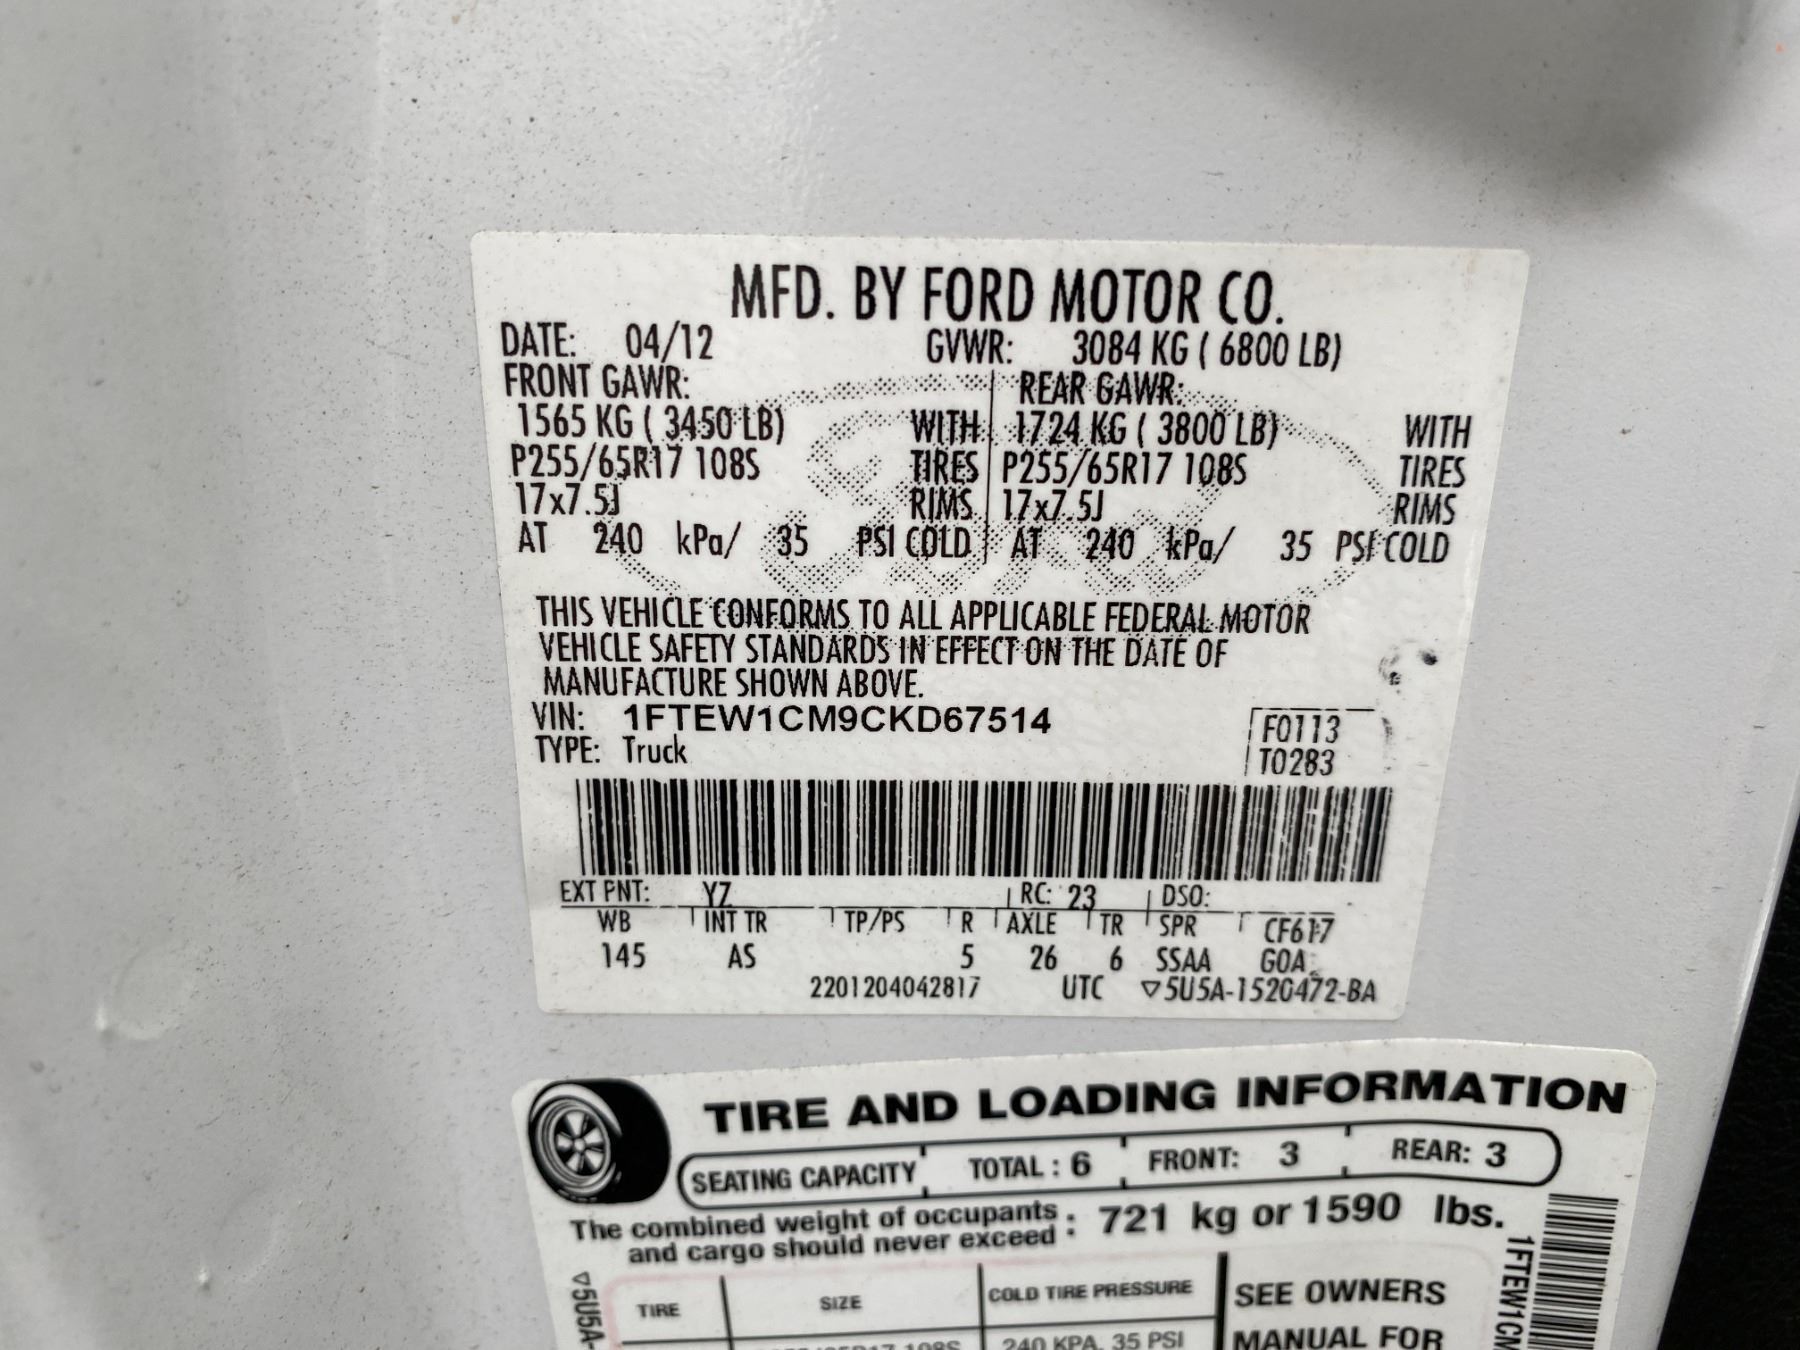 MFD. BY FORD MOTOR CO.
DATE: 04/12 GVWR: 3084 KG ( 6800 LB)
FRONT GAWR: REAR GAWR:
1565 KG ( 3450 LB) WITH 1724 KG ( 3800 LB) WITH
P255/65R17 108S TIRES P255/65R17 108S TIRES
17x7.5J RIMS 17x7.5J RIMS
AT 240 kPa/ 35 PSI COLD AT 240 kPa/ 35 PSI COLD
THIS VEHICLE CONFORMS TO ALL APPLICABLE FEDERAL MOTOR
VEHICLE SAFETY STANDARDS IN EFFECT ON THE DATE OF
MANUFACTURE SHOWN ABOVE.
VIN: 1FTEW1CM9CKD67514 F0113
TYPE: Truck T0283
EXT PNT: YZ RC: 23 DSO:
WB INT TR TP/PS R AXLE TR SPR CF617
145 AS 5 26 6 SSAA GOA
2201204042817 UTC ▽5U5A-1520472-BA
TIRE AND LOADING INFORMATION
SEATING CAPACITY TOTAL : 6 FRONT: 3 REAR: 3
The combined weight of occupants : 721 kg or 1590 lbs.
and cargo should never exceed :
TIRE SIZE COLD TIRE PRESSURE SEE OWNERS
240 KPA, 35 PSI MANUAL FOR
▽5U5A-
1FTEW1CM